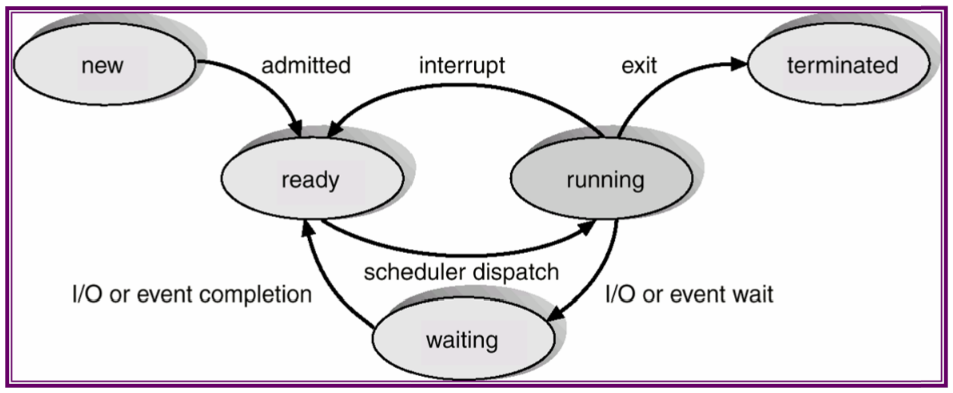 new
admitted
interrupt
exit
terminated
ready
running
scheduler dispatch
I/O or event completion
I/O or event wait
waiting